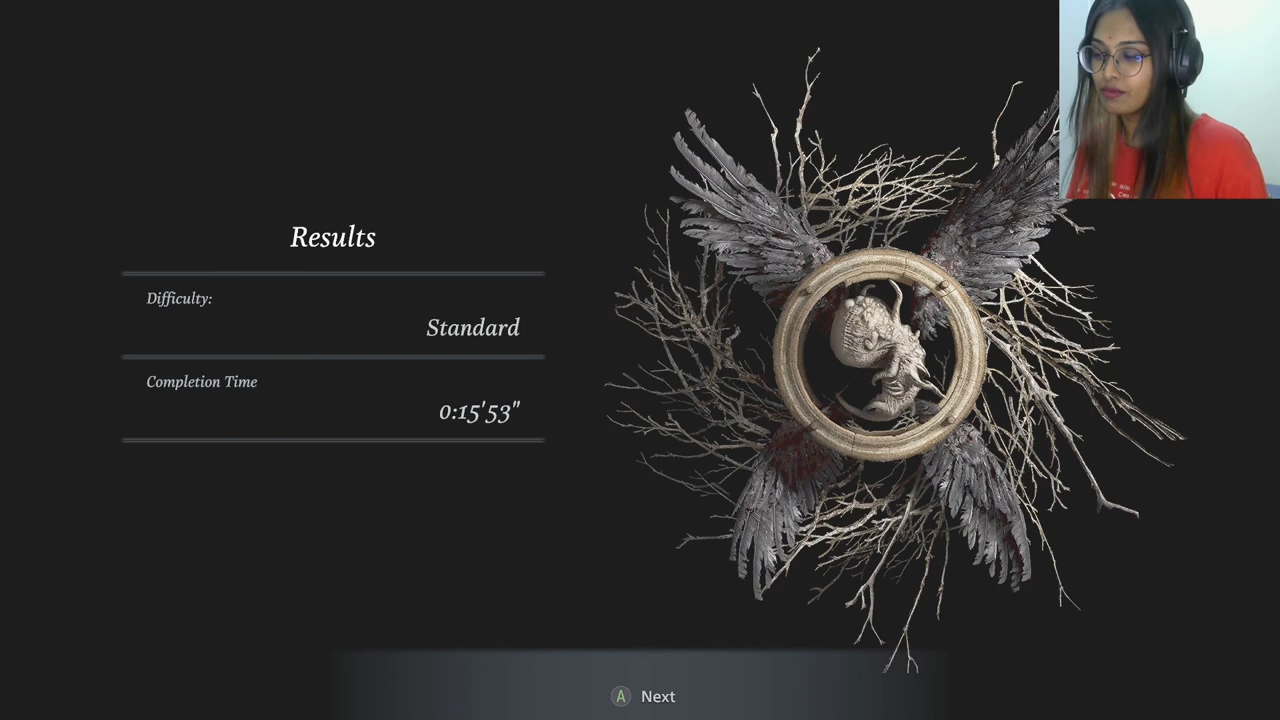 Results
Difficulty:
Standard
Completion Time
0:15'53"
A Next